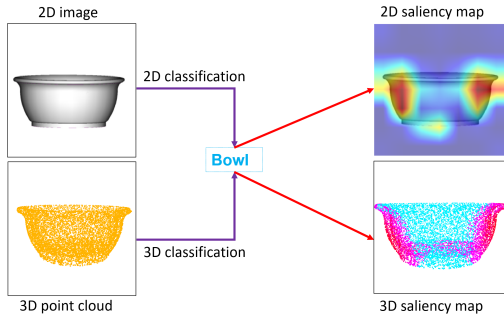 2D image
2D saliency map
2D classification
Bowl
3D classification
3D point cloud
3D saliency map